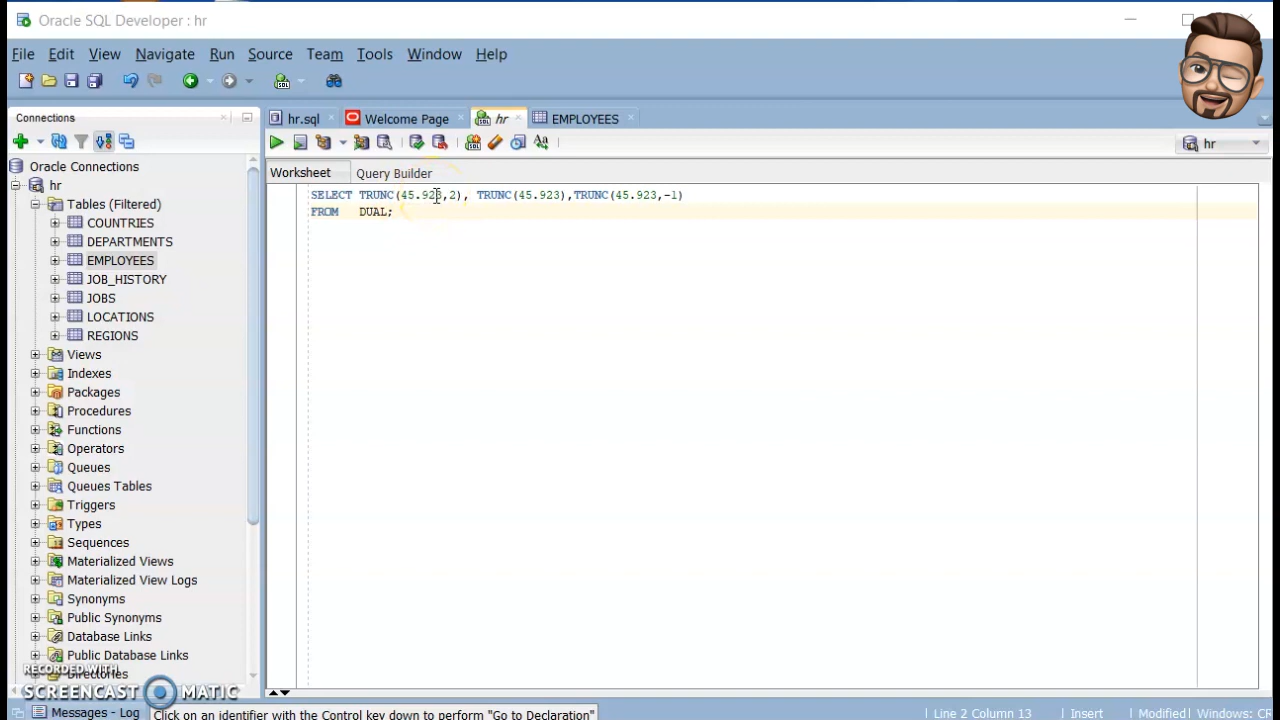 Oracle SQL Developer : hr
File Edit View Navigate Run Source Team Tools Window Help
Connections
hr.sql Welcome Page hr EMPLOYEES
hr
Worksheet Query Builder
Oracle Connections
hr
Tables (Filtered)
COUNTRIES
DEPARTMENTS
EMPLOYEES
JOB_HISTORY
JOBS
LOCATIONS
REGIONS
Views
Indexes
Packages
Procedures
Functions
Operators
Queues
Queues Tables
Triggers
Types
Sequences
Materialized Views
Materialized View Logs
Synonyms
Public Synonyms
Database Links
Public Database Links
Directories
SELECT TRUNC(45.923,2), TRUNC(45.923),TRUNC(45.923,-1)
FROM DUAL;
RECORDED WITH
SCREENCAST MATIC
Messages - Log
Click on an identifier with the Control key down to perform "Go to Declaration"
Line 2 Column 13 Insert Modified Windows: CR